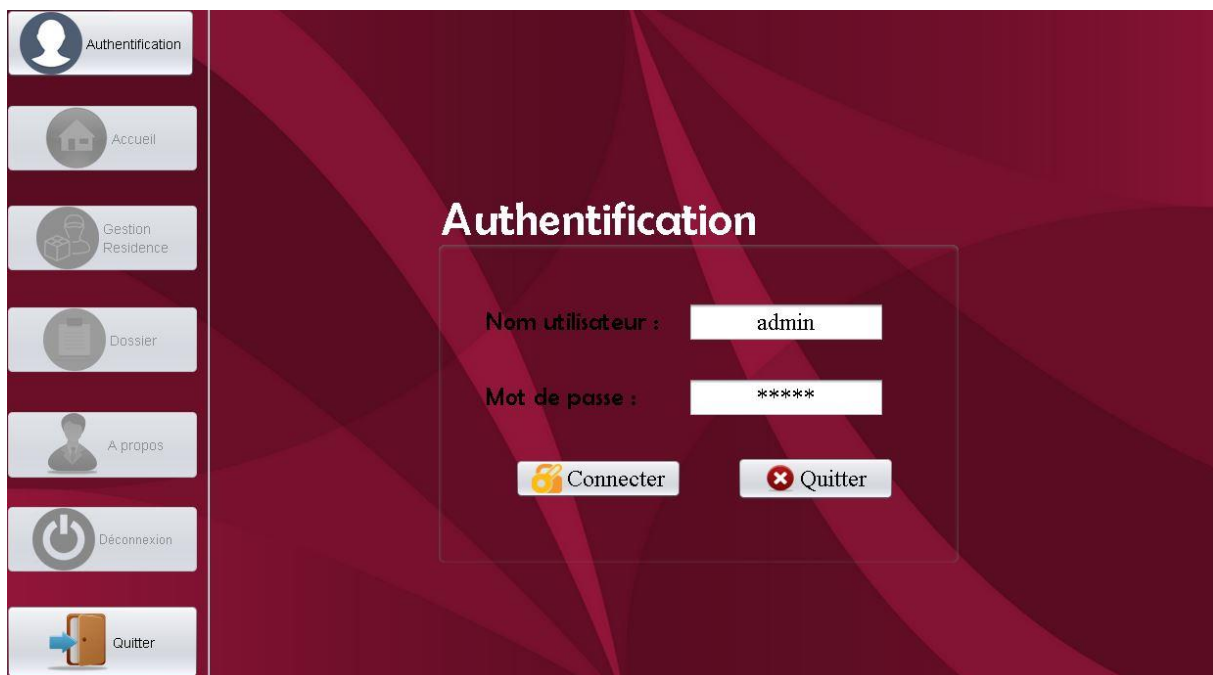 Authentification
Accueil
Gestion
Residence
Dossier
A propos
Déconnexion
Quitter
Authentification
Nom utilisateur :
admin
Mot de passe :
*****
Connecter
Quitter